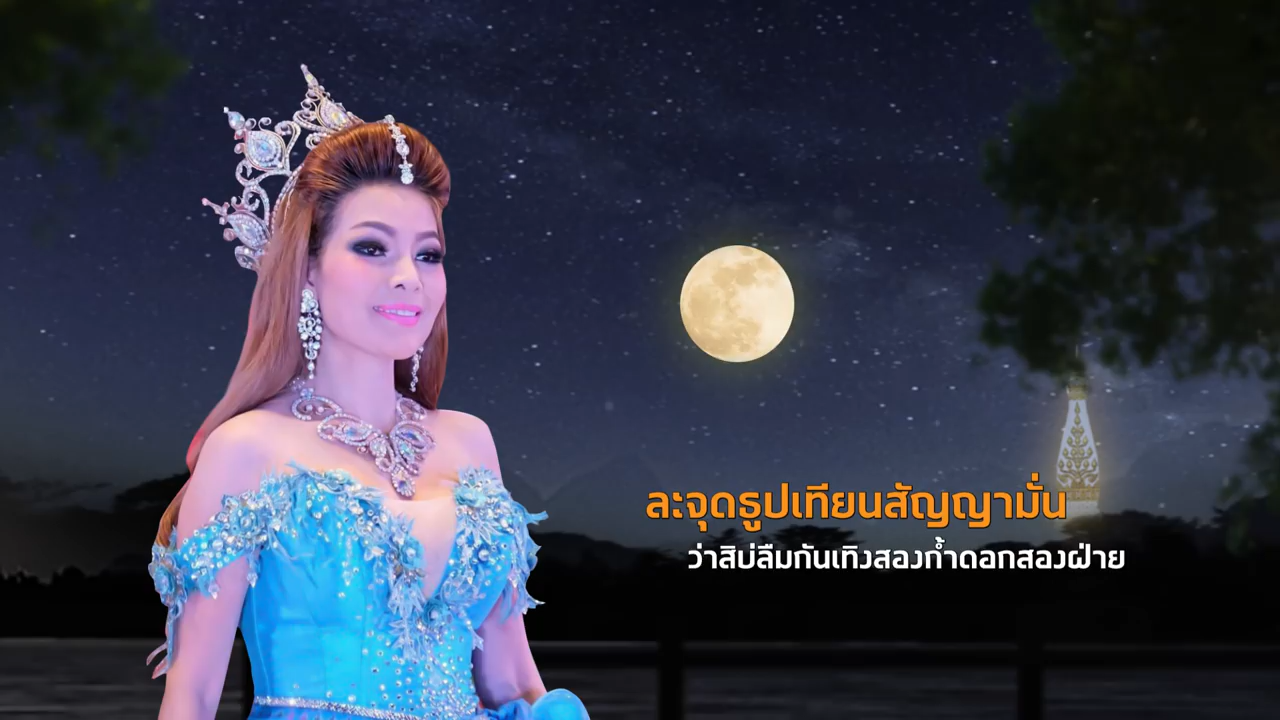 ละจุดธูปเทียนสัญญามั่น
ว่าสิบ่ลืมกันเทิงสองก้ำดอกสองฝ่าย